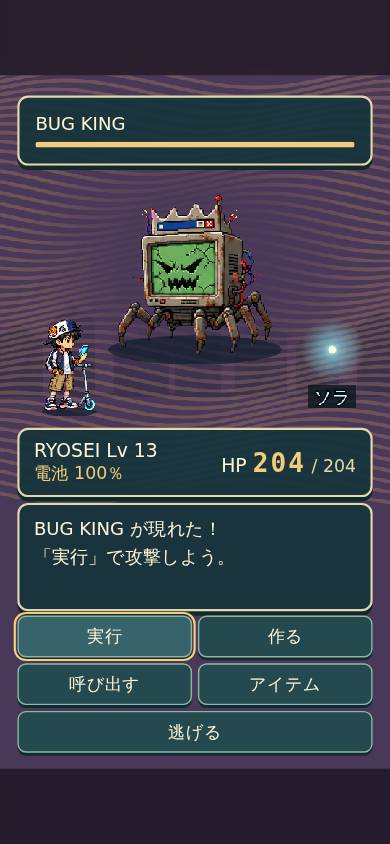 BUG KING
ソラ
RYOSEI Lv 13
電池 100％
HP 204 / 204
BUG KING が現れた！
「実行」で攻撃しよう。
実行
作る
呼び出す
アイテム
逃げる